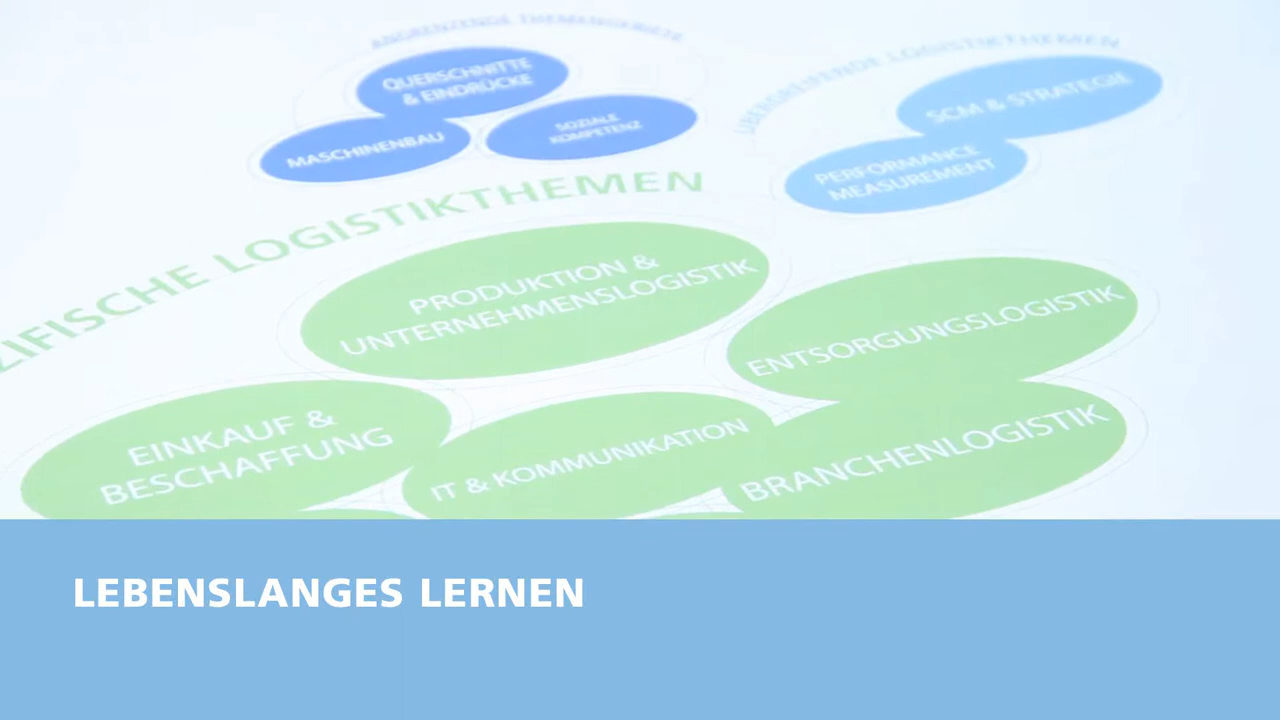 ANGRENZENDE THEMENGEBIETE
QUERSCHNITTE
& EINDRÜCKE
MASCHINENBAU
SOZIALE
KOMPETENZ
ÜBERGREIFENDE LOGISTIKTHEMEN
SCM & STRATEGIE
PERFORMANCE
MEASUREMENT
ZIFISCHE LOGISTIKTHEMEN
PRODUKTION &
UNTERNEHMENSLOGISTIK
ENTSORGUNGSLOGISTIK
EINKAUF &
BESCHAFFUNG
IT & KOMMUNIKATION
BRANCHENLOGISTIK
LEBENSLANGES LERNEN